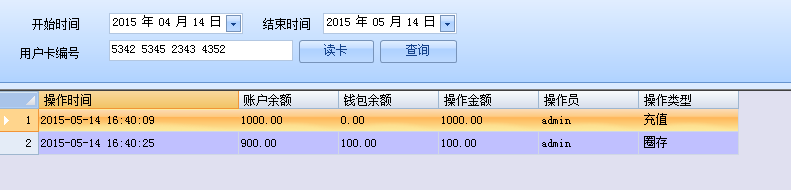 开始时间 2015 年 04 月 14 日 结束时间 2015 年 05 月 14 日
用户卡编号 5342 5345 2343 4352 读卡 查询
操作时间 账户余额 钱包余额 操作金额 操作员 操作类型
1 2015-05-14 16:40:09 1000.00 0.00 1000.00 admin 充值
2 2015-05-14 16:40:25 900.00 100.00 100.00 admin 圈存